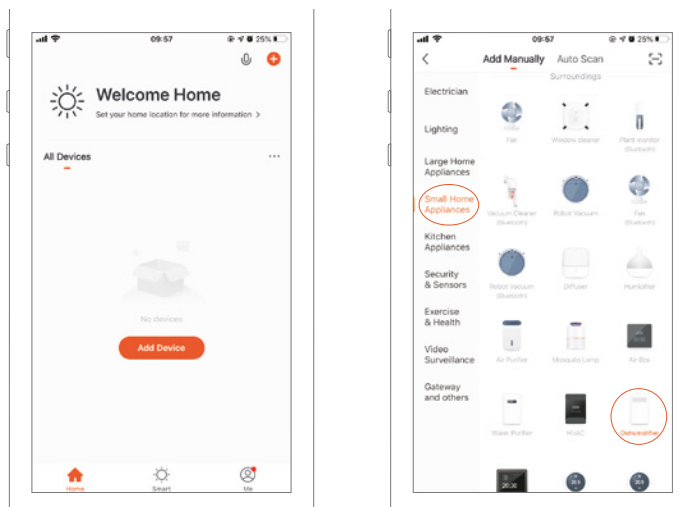 09:57
25%
Welcome Home
Set your home location for more information >
All Devices
...
No devices
Add Device
Home
Smart
Me
09:57
25%
Add Manually
Auto Scan
Surroundings
Electrician
Lighting
Large Home
Appliances
Small Home
Appliances
Kitchen
Appliances
Security
& Sensors
Exercise
& Health
Video
Surveillance
Gateway
and others
Fan
Window cleaner
Plant monitor
(Bluetooth)
Vacuum Cleaner
(Bluetooth)
Robot Vacuum
Fan
(Bluetooth)
Robot Vacuum
(Bluetooth)
Diffuser
Humidifier
Air Purifier
Mosquito Lamp
Air Box
Water Purifier
HVAC
Dehumidifier
20:30